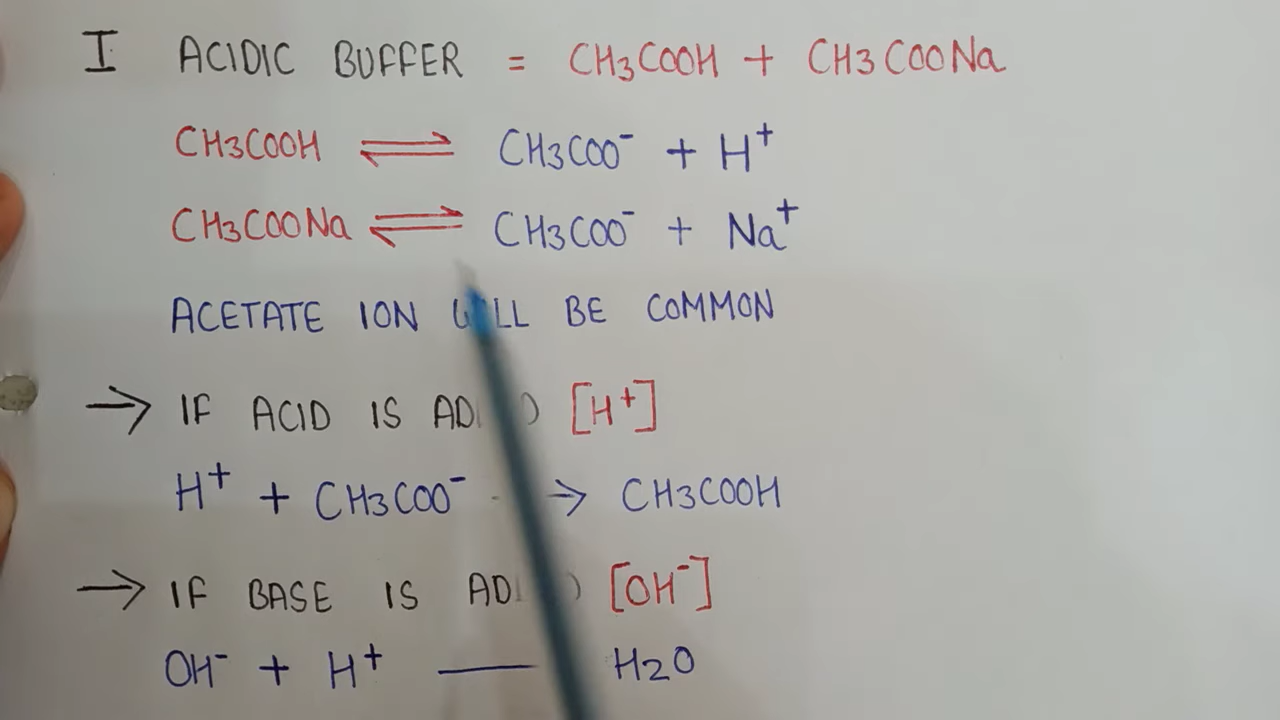 I ACIDIC BUFFER = CH3COOH + CH3COONa
CH3COOH ⇌ CH3COO⁻ + H⁺
CH3COONa ⇌ CH3COO⁻ + Na⁺
ACETATE ION WILL BE COMMON
→ IF ACID IS [H⁺]
H⁺ + CH3COO⁻ → CH3COOH
→ IF BASE IS [OH⁻]
OH⁻ + H⁺ — H2O